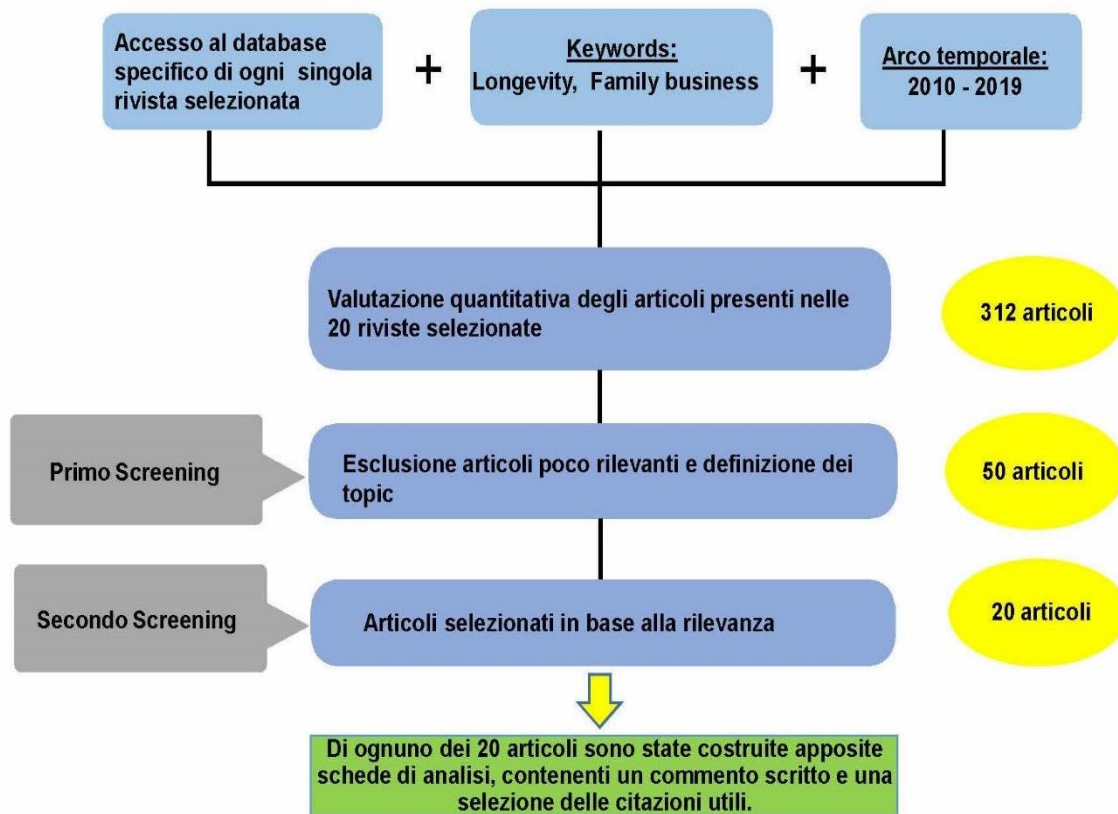 Accesso al database
specifico di ogni singola
rivista selezionata
+
Keywords:
Longevity, Family business
+
Arco temporale:
2010 - 2019
Valutazione quantitativa degli articoli presenti nelle
20 riviste selezionate
312 articoli
Primo Screening
Esclusione articoli poco rilevanti e definizione dei
topic
50 articoli
Secondo Screening
Articoli selezionati in base alla rilevanza
20 articoli
Di ognuno dei 20 articoli sono state costruite apposite
schede di analisi, contenenti un commento scritto e una
selezione delle citazioni utili.